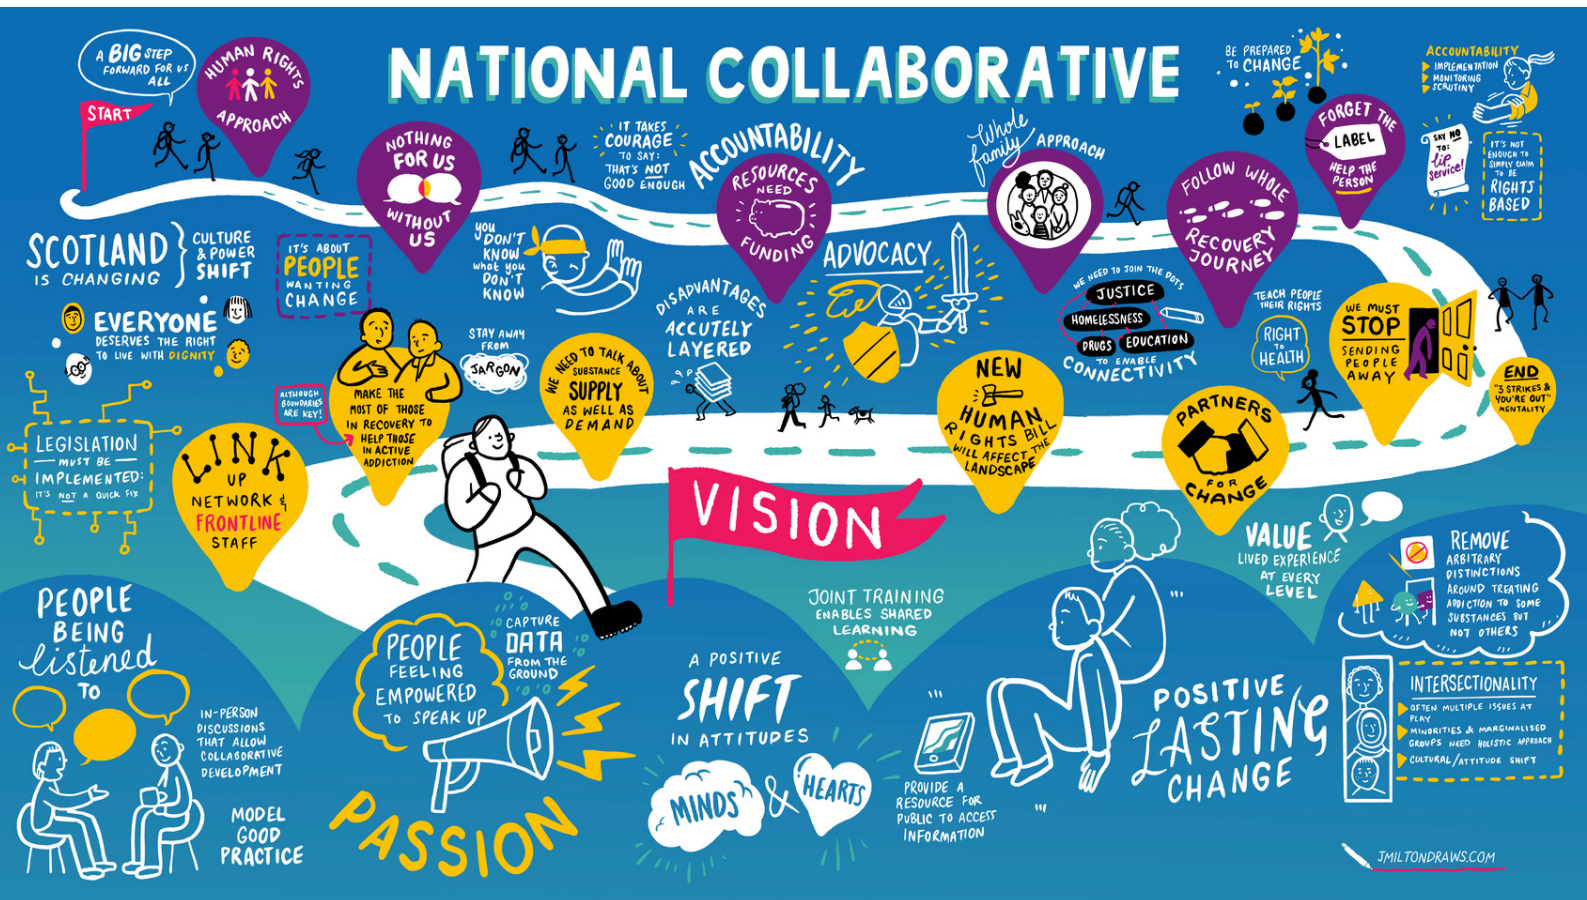 NATIONAL COLLABORATIVE
A BIG STEP
FORWARD FOR US
ALL
START
HUMAN RIGHTS
APPROACH
NOTHING
FOR US
WITHOUT
US
IT TAKES
COURAGE
TO SAY:
THAT'S NOT
GOOD ENOUGH
ACCOUNTABILITY
RESOURCES
NEED
FUNDING
Whole
family
APPROACH
FOLLOW WHOLE
RECOVERY
JOURNEY
BE PREPARED
TO CHANGE
FORGET THE
LABEL
HELP THE
PERSON
ACCOUNTABILITY
IMPLEMENTATION
MONITORING
SCRUTINY
SAY NO
TO:
lip
service!
IT'S NOT
ENOUGH TO
SIMPLY CLAIM
TO BE
RIGHTS
BASED
SCOTLAND
IS CHANGING
CULTURE
& POWER
SHIFT
IT'S ABOUT
PEOPLE
WANTING
CHANGE
you
DON'T
KNOW
what you
DON'T
KNOW
DISADVANTAGES
ARE
ACCUTELY
LAYERED
ADVOCACY
WE NEED TO JOIN THE DOTS
JUSTICE
HOMELESSNESS
DRUGS
EDUCATION
TO ENABLE
CONNECTIVITY
TEACH PEOPLE
THEIR RIGHTS
RIGHT
TO
HEALTH
WE MUST
STOP
SENDING
PEOPLE
AWAY
END
"3 STRIKES &
YOU'RE OUT"
MENTALITY
EVERYONE
DESERVES THE RIGHT
TO LIVE WITH DIGNITY
LEGISLATION
MUST BE
IMPLEMENTED:
IT'S NOT A QUICK FIX
LINK
UP
NETWORK &
FRONTLINE
STAFF
ALTHOUGH
BOUNDARIES
ARE KEY!
MAKE THE
MOST OF THOSE
IN RECOVERY TO
HELP THOSE
IN ACTIVE
ADDICTION
STAY AWAY
FROM
JARGON
WE NEED TO TALK ABOUT
SUBSTANCE
SUPPLY
AS WELL AS
DEMAND
NEW
HUMAN
RIGHTS BILL
WILL AFFECT THE
LANDSCAPE
PARTNERS
FOR
CHANGE
VISION
VALUE
LIVED EXPERIENCE
AT EVERY
LEVEL
REMOVE
ARBITRARY
DISTINCTIONS
AROUND TREATING
ADDICTION TO SOME
SUBSTANCES BUT
NOT OTHERS
PEOPLE
BEING
listened
TO
IN-PERSON
DISCUSSIONS
THAT ALLOW
COLLABORATIVE
DEVELOPMENT
MODEL
GOOD
PRACTICE
PEOPLE
FEELING
EMPOWERED
TO SPEAK UP
CAPTURE
DATA
FROM THE
GROUND
PASSION
A POSITIVE
SHIFT
IN ATTITUDES
MINDS
&
HEARTS
JOINT TRAINING
ENABLES SHARED
LEARNING
PROVIDE A
RESOURCE FOR
PUBLIC TO ACCESS
INFORMATION
POSITIVE
LASTING
CHANGE
INTERSECTIONALITY
OFTEN MULTIPLE ISSUES AT
PLAY
MINORITIES & MARGINALISED
GROUPS NEED HOLISTIC APPROACH
CULTURAL/ATTITUDE SHIFT
JMILTONDRAWS.COM